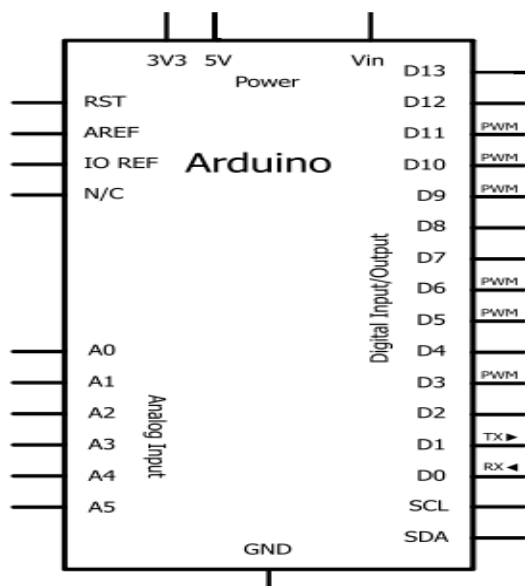 3V3 5V Vin
Power
Arduino
RST
AREF
IO REF
N/C
A0
A1
A2
A3
A4
A5
Analog Input
Digital Input/Output
D13
D12
D11 PWM
D10 PWM
D9 PWM
D8
D7
D6 PWM
D5 PWM
D4
D3 PWM
D2
D1 TX►
D0 RX◄
SCL
SDA
GND